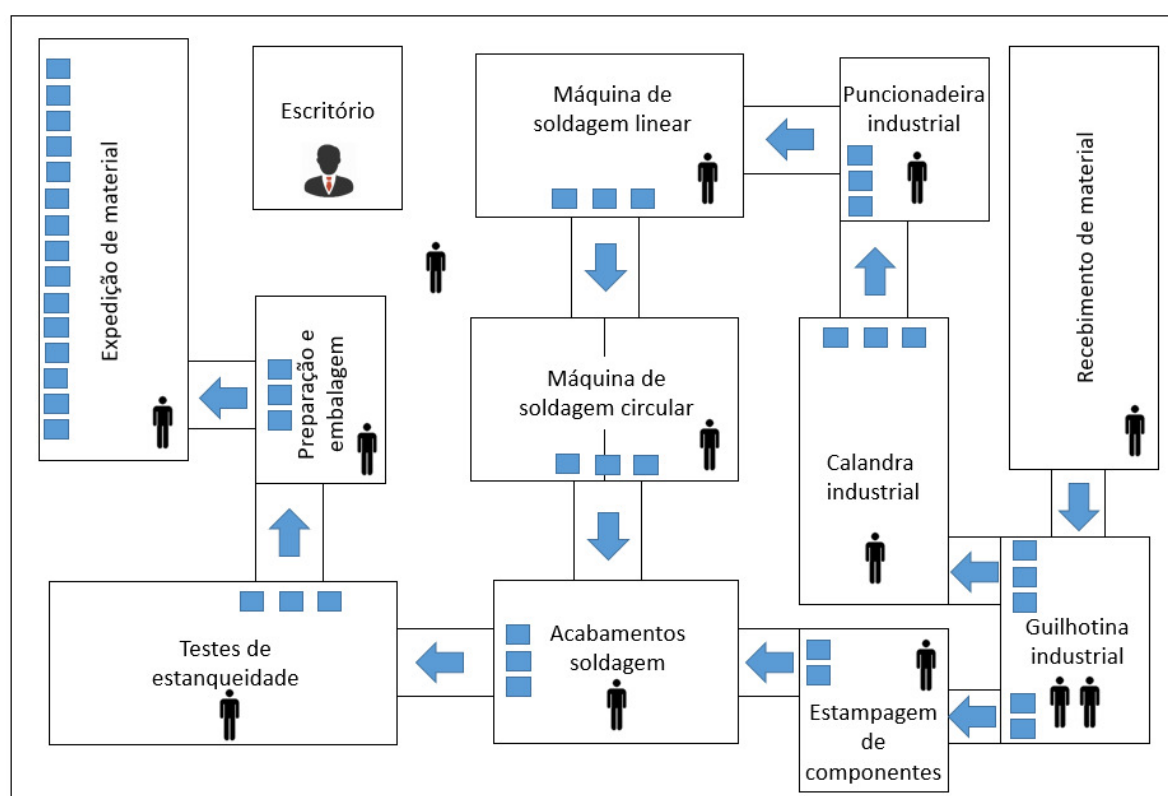 Expedição de material
Escritório
Máquina de
soldagem linear
Puncionadeira
industrial
Recebimento de material
Preparação e
embalagem
Máquina de
soldagem circular
Calandra
industrial
Testes de
estanqueidade
Acabamentos
soldagem
Estampagem
de
componentes
Guilhotina
industrial